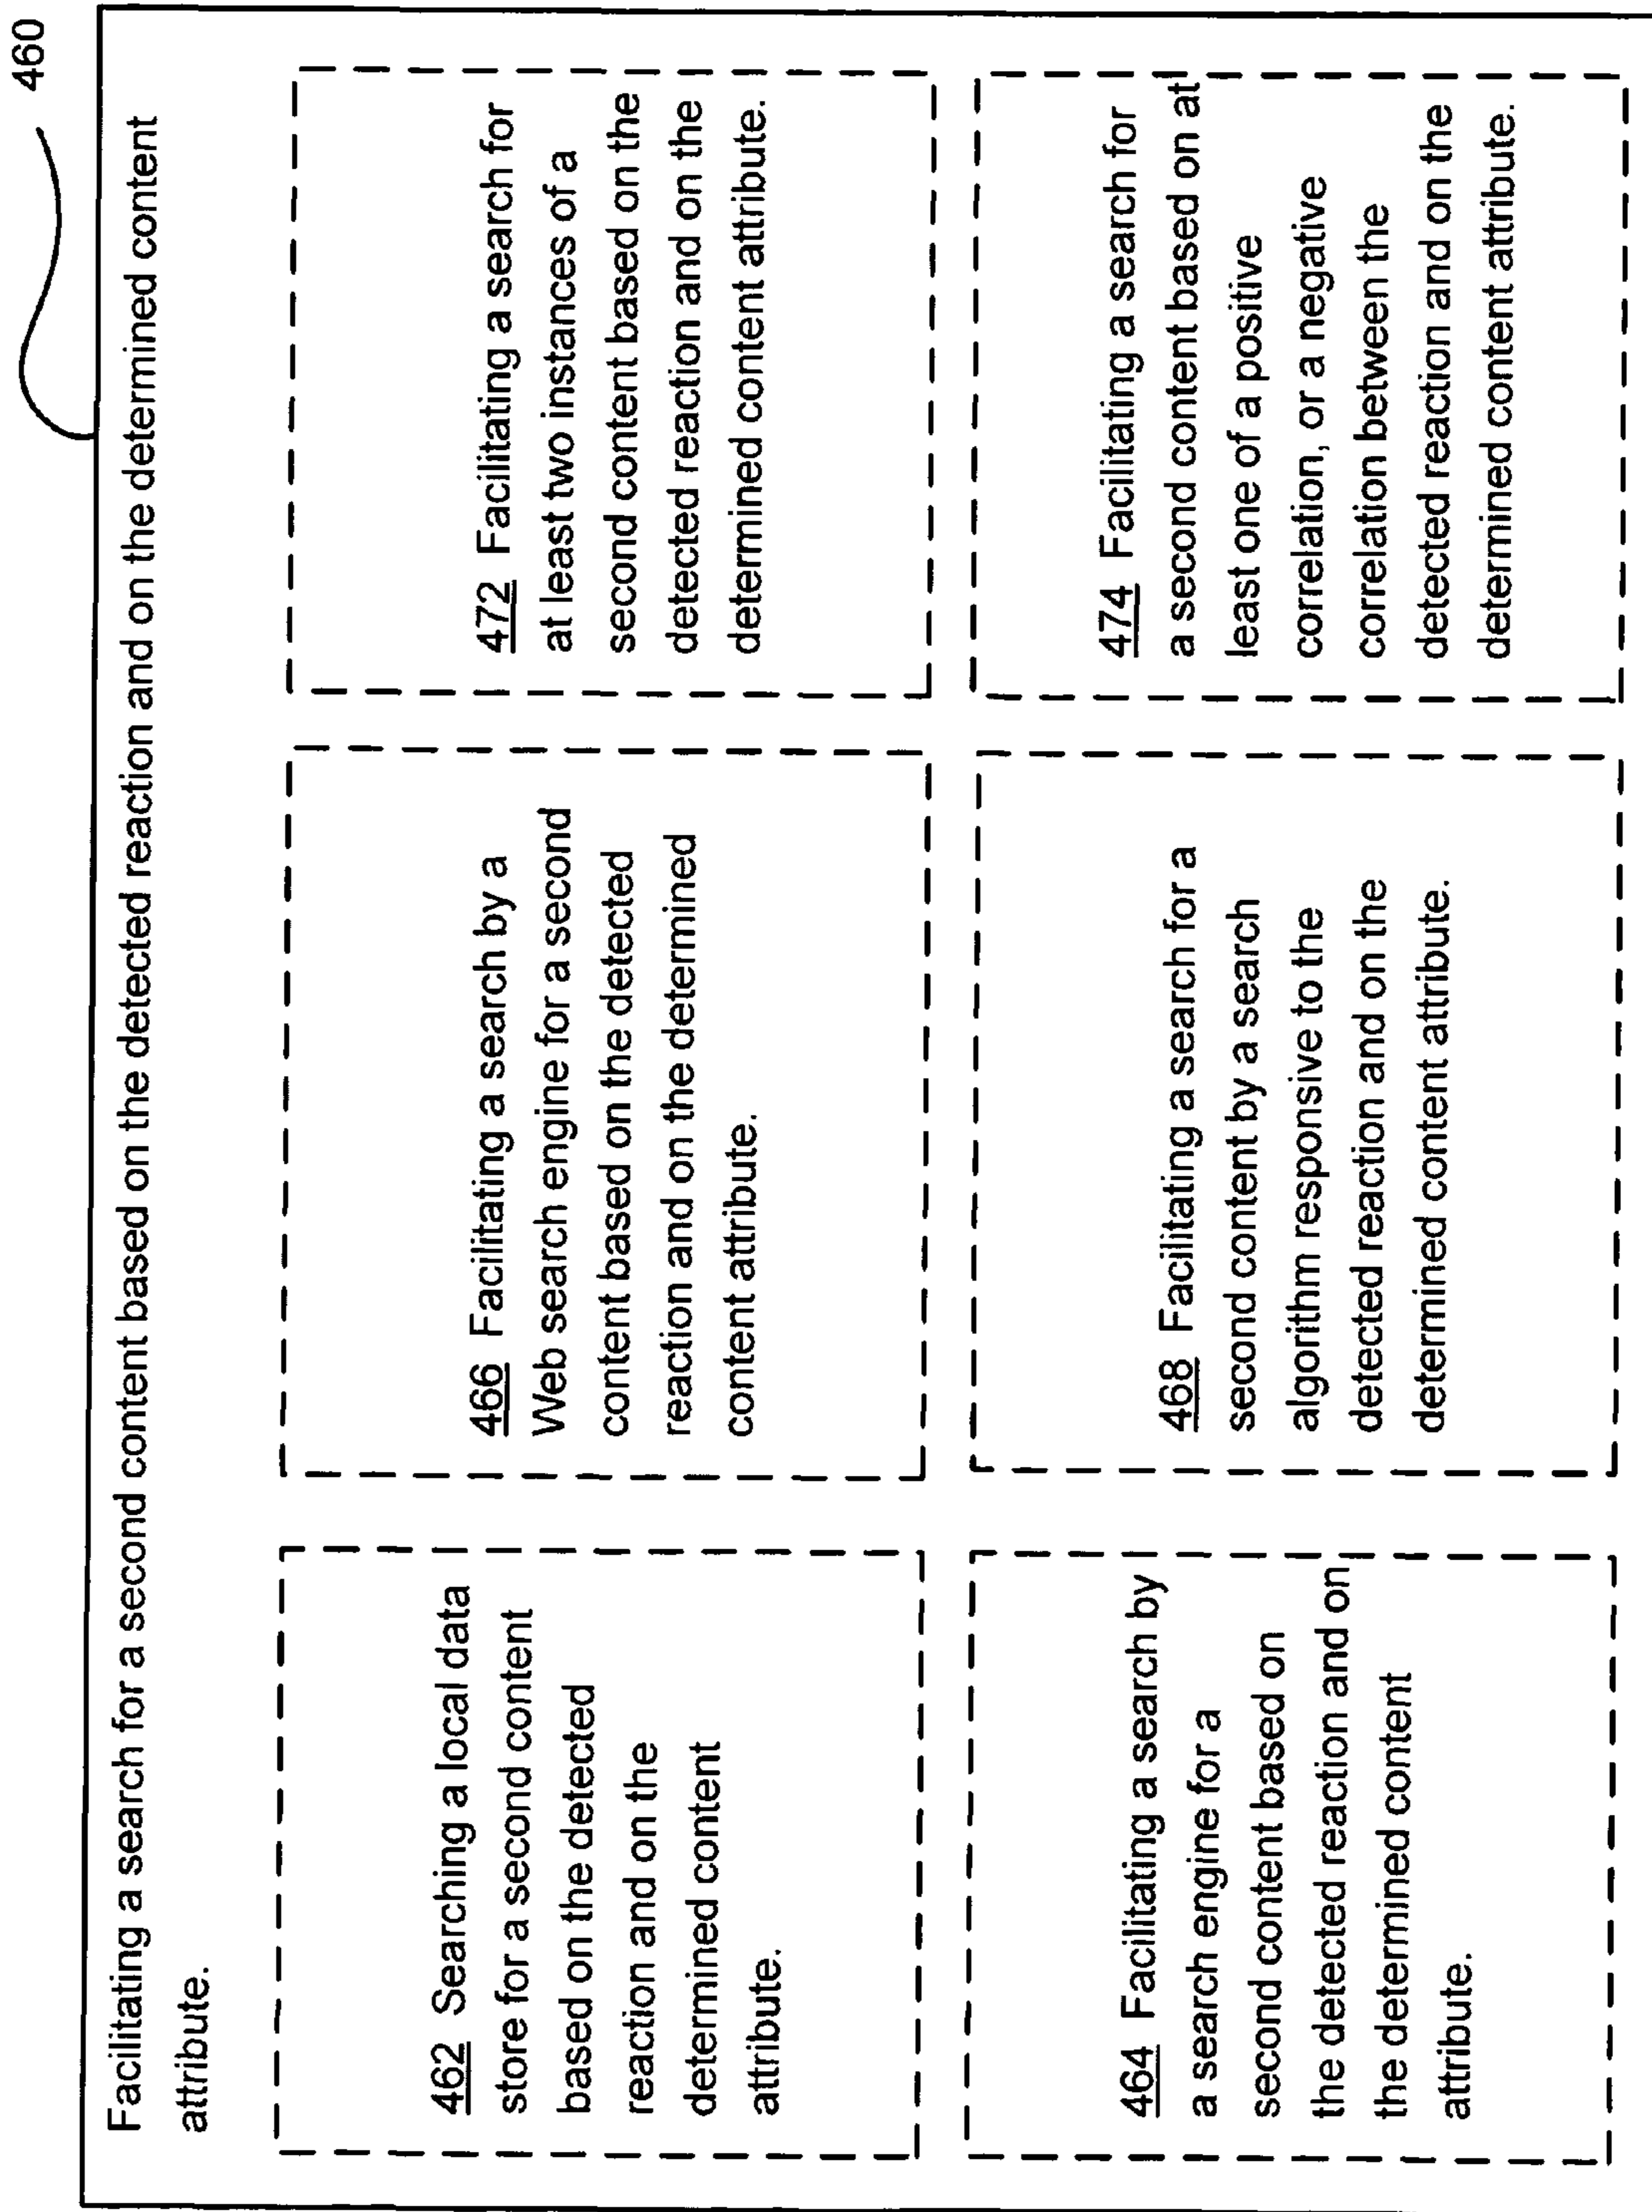 460
Facilitating a search for a second content based on the detected reaction and on the determined content
attribute.
462 Searching a local data
store for a second content
based on the detected
reaction and on the
determined content
attribute.
464 Facilitating a search by
a search engine for a
second content based on
the detected reaction and on
the determined content
attribute.
466 Facilitating a search by a
Web search engine for a second
content based on the detected
reaction and on the determined
content attribute.
468 Facilitating a search for a
second content by a search
algorithm responsive to the
detected reaction and on the
determined content attribute.
472 Facilitating a search for
at least two instances of a
second content based on the
detected reaction and on the
determined content attribute.
474 Facilitating a search for
a second content based on at
least one of a positive
correlation, or a negative
correlation between the
detected reaction and on the
determined content attribute.